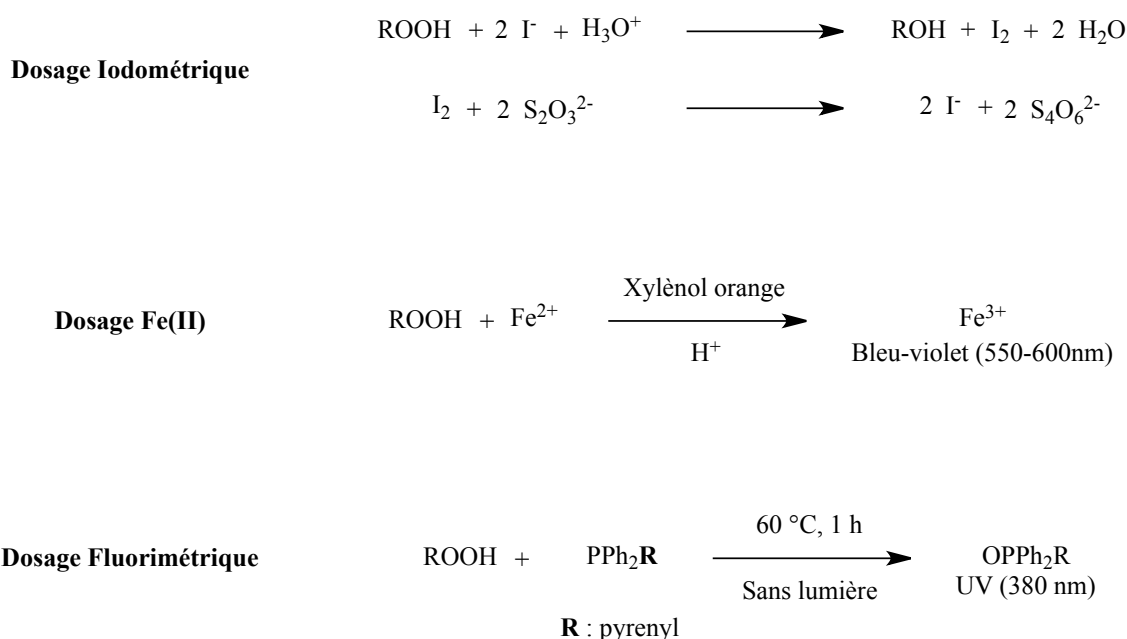 ROOH + 2 I⁻ + H₃O⁺ ROH + I₂ + 2 H₂O
Dosage Iodométrique
I₂ + 2 S₂O₃²⁻ 2 I⁻ + 2 S₄O₆²⁻
Xylènol orange
Dosage Fe(II) ROOH + Fe²⁺ Fe³⁺
H⁺ Bleu-violet (550-600nm)
60 °C, 1 h
Dosage Fluorimétrique ROOH + PPh₂R OPPh₂R
Sans lumière UV (380 nm)
R : pyrenyl